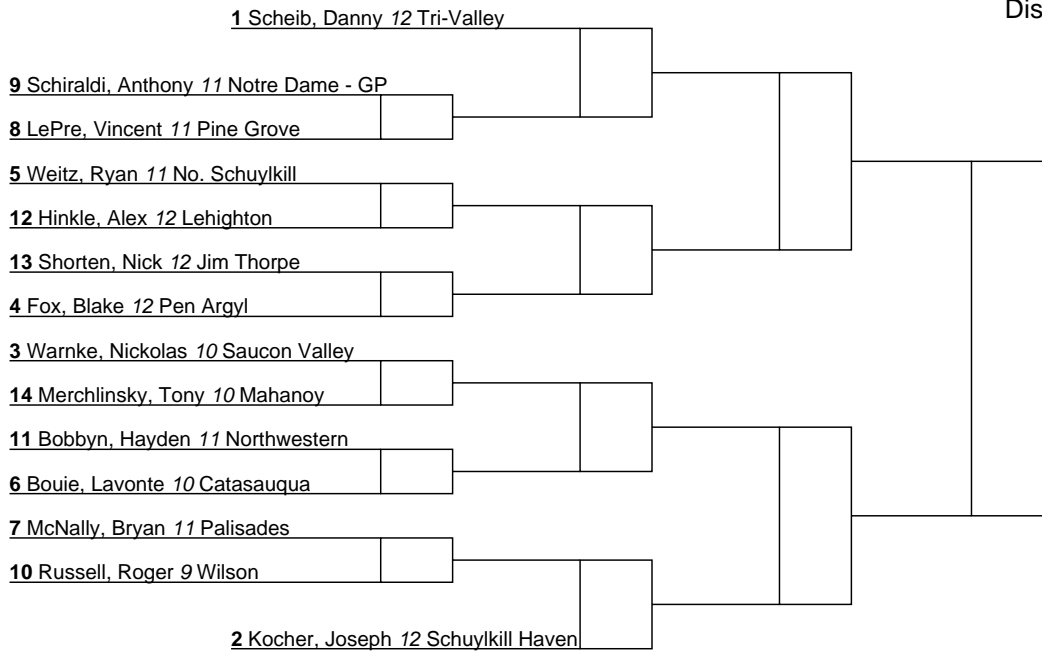 Dis
1 Scheib, Danny 12 Tri-Valley
9 Schiraldi, Anthony 11 Notre Dame - GP
8 LePre, Vincent 11 Pine Grove
5 Weitz, Ryan 11 No. Schuylkill
12 Hinkle, Alex 12 Lehighton
13 Shorten, Nick 12 Jim Thorpe
4 Fox, Blake 12 Pen Argyl
3 Warnke, Nickolas 10 Saucon Valley
14 Merchlinsky, Tony 10 Mahanoy
11 Bobbyn, Hayden 11 Northwestern
6 Bouie, Lavonte 10 Catasauqua
7 McNally, Bryan 11 Palisades
10 Russell, Roger 9 Wilson
2 Kocher, Joseph 12 Schuylkill Haven